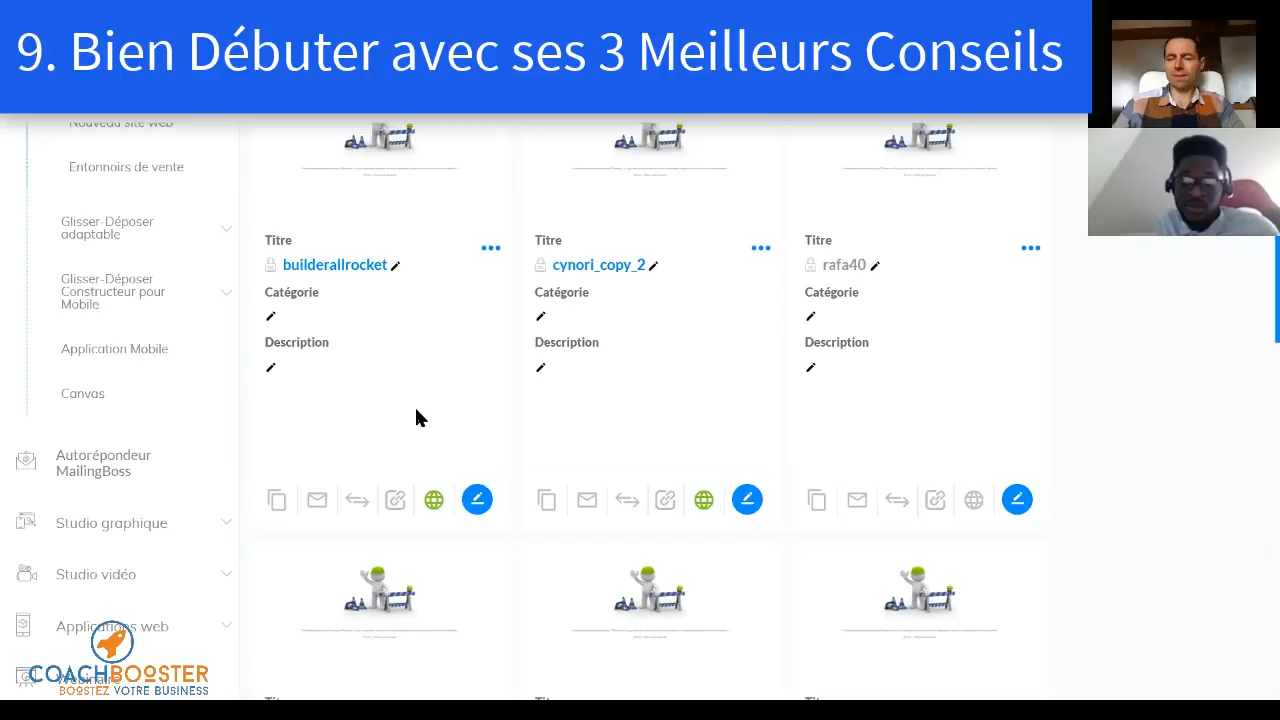 9. Bien Débuter avec ses 3 Meilleurs Conseils
Nouveau site web
Entonnoirs de vente
Glisser-Déposer
adaptable
Glisser-Déposer
Constructeur pour
Mobile
Application Mobile
Canvas
Autorépondeur
MailingBoss
Studio graphique
Studio vidéo
Applications web
Webinaire
COACHBOOSTER
BOOSTEZ VOTRE BUSINESS
Titre
builderallrocket
Catégorie
Description
Titre
cynori_copy_2
Catégorie
Description
Titre
rafa40
Catégorie
Description